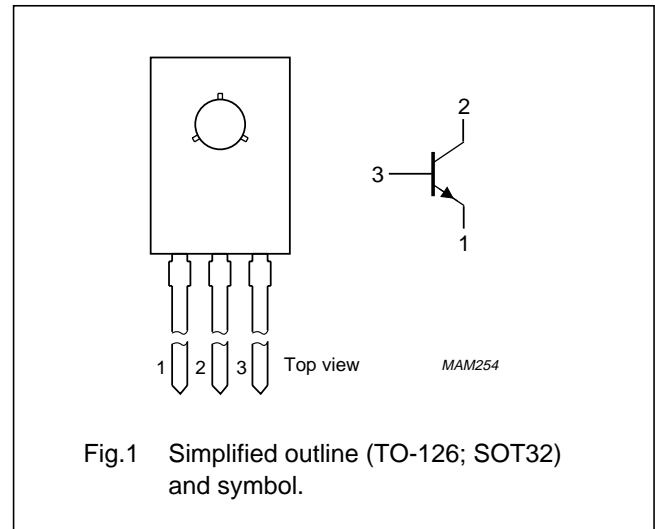 2
3
1
1 2 3 Top view MAM254
Fig.1 Simplified outline (TO-126; SOT32)
and symbol.